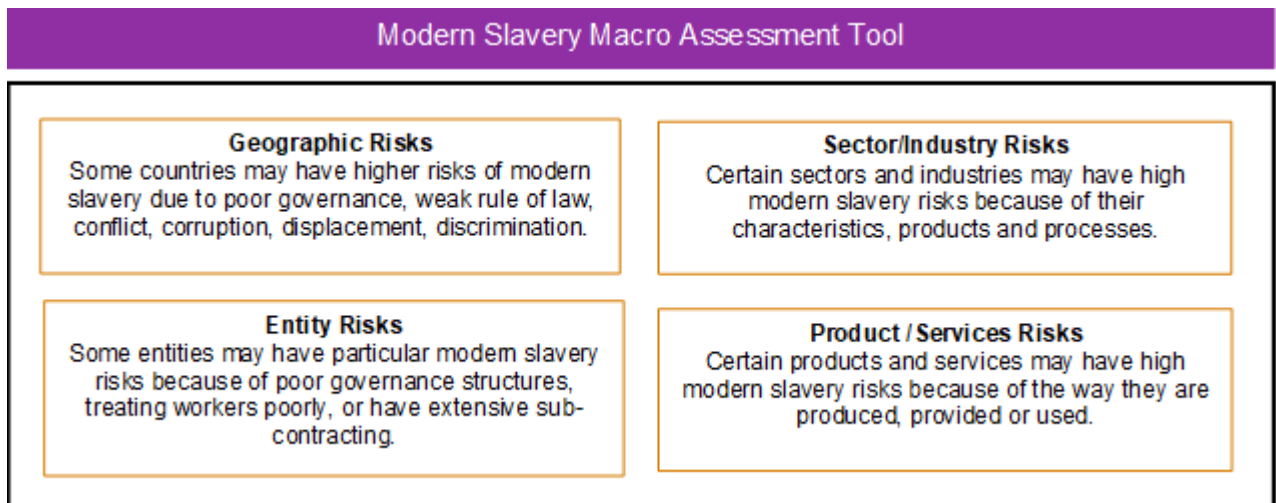 Modern Slavery Macro Assessment Tool
Geographic Risks
Some countries may have higher risks of modern
slavery due to poor governance, weak rule of law,
conflict, corruption, displacement, discrimination.
Sector/Industry Risks
Certain sectors and industries may have high
modern slavery risks because of their
characteristics, products and processes.
Entity Risks
Some entities may have particular modern slavery
risks because of poor governance structures,
treating workers poorly, or have extensive sub-
contracting.
Product / Services Risks
Certain products and services may have high
modern slavery risks because of the way they are
produced, provided or used.